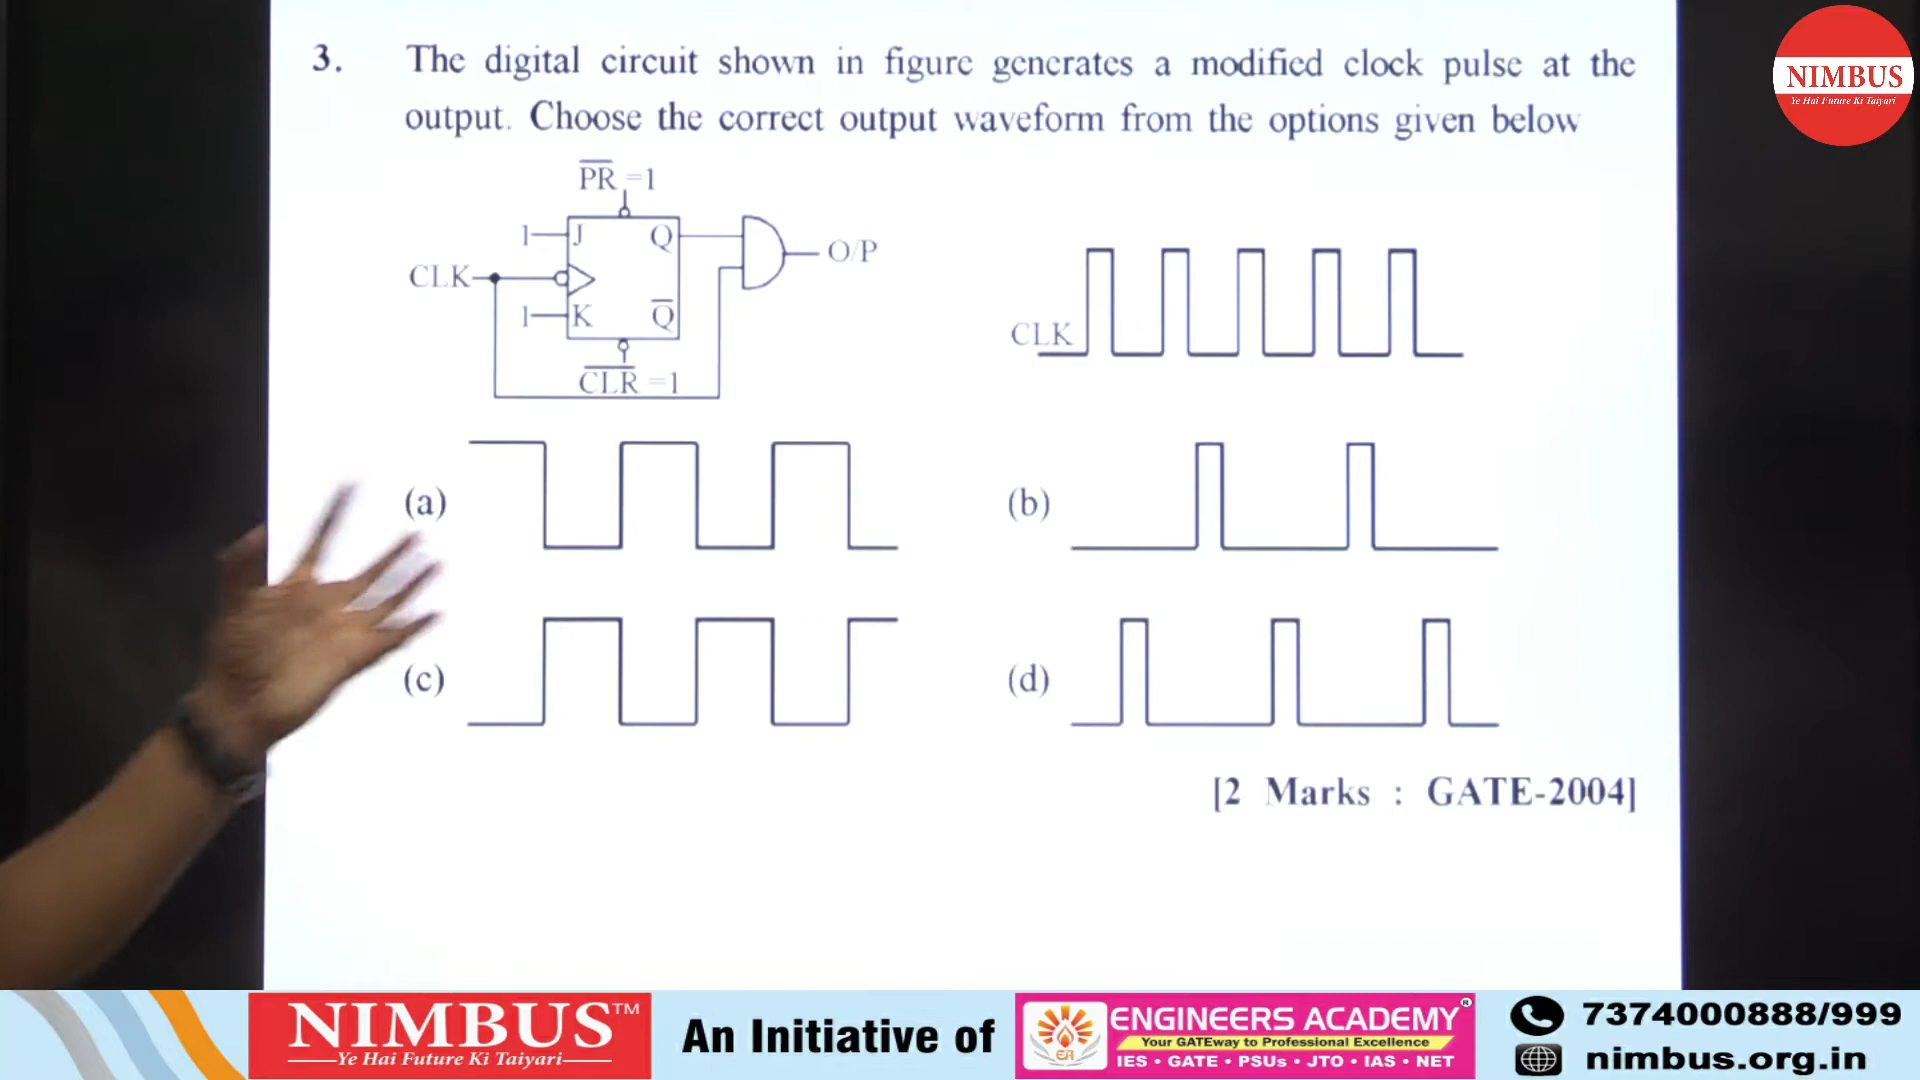 3. The digital circuit shown in figure generates a modified clock pulse at the
output. Choose the correct output waveform from the options given below
NIMBUS
Ye Hai Future Ki Taiyari
PR =1
1 J Q
O/P
CLK
1 K Q
CLR =1
CLK
(a)
(b)
(c)
(d)
[2 Marks : GATE-2004]
NIMBUS™
Ye Hai Future Ki Taiyari
An Initiative of
EA
ENGINEERS ACADEMY®
Your GATEway to Professional Excellence
IES • GATE • PSUs • JTO • IAS • NET
7374000888/999
nimbus.org.in